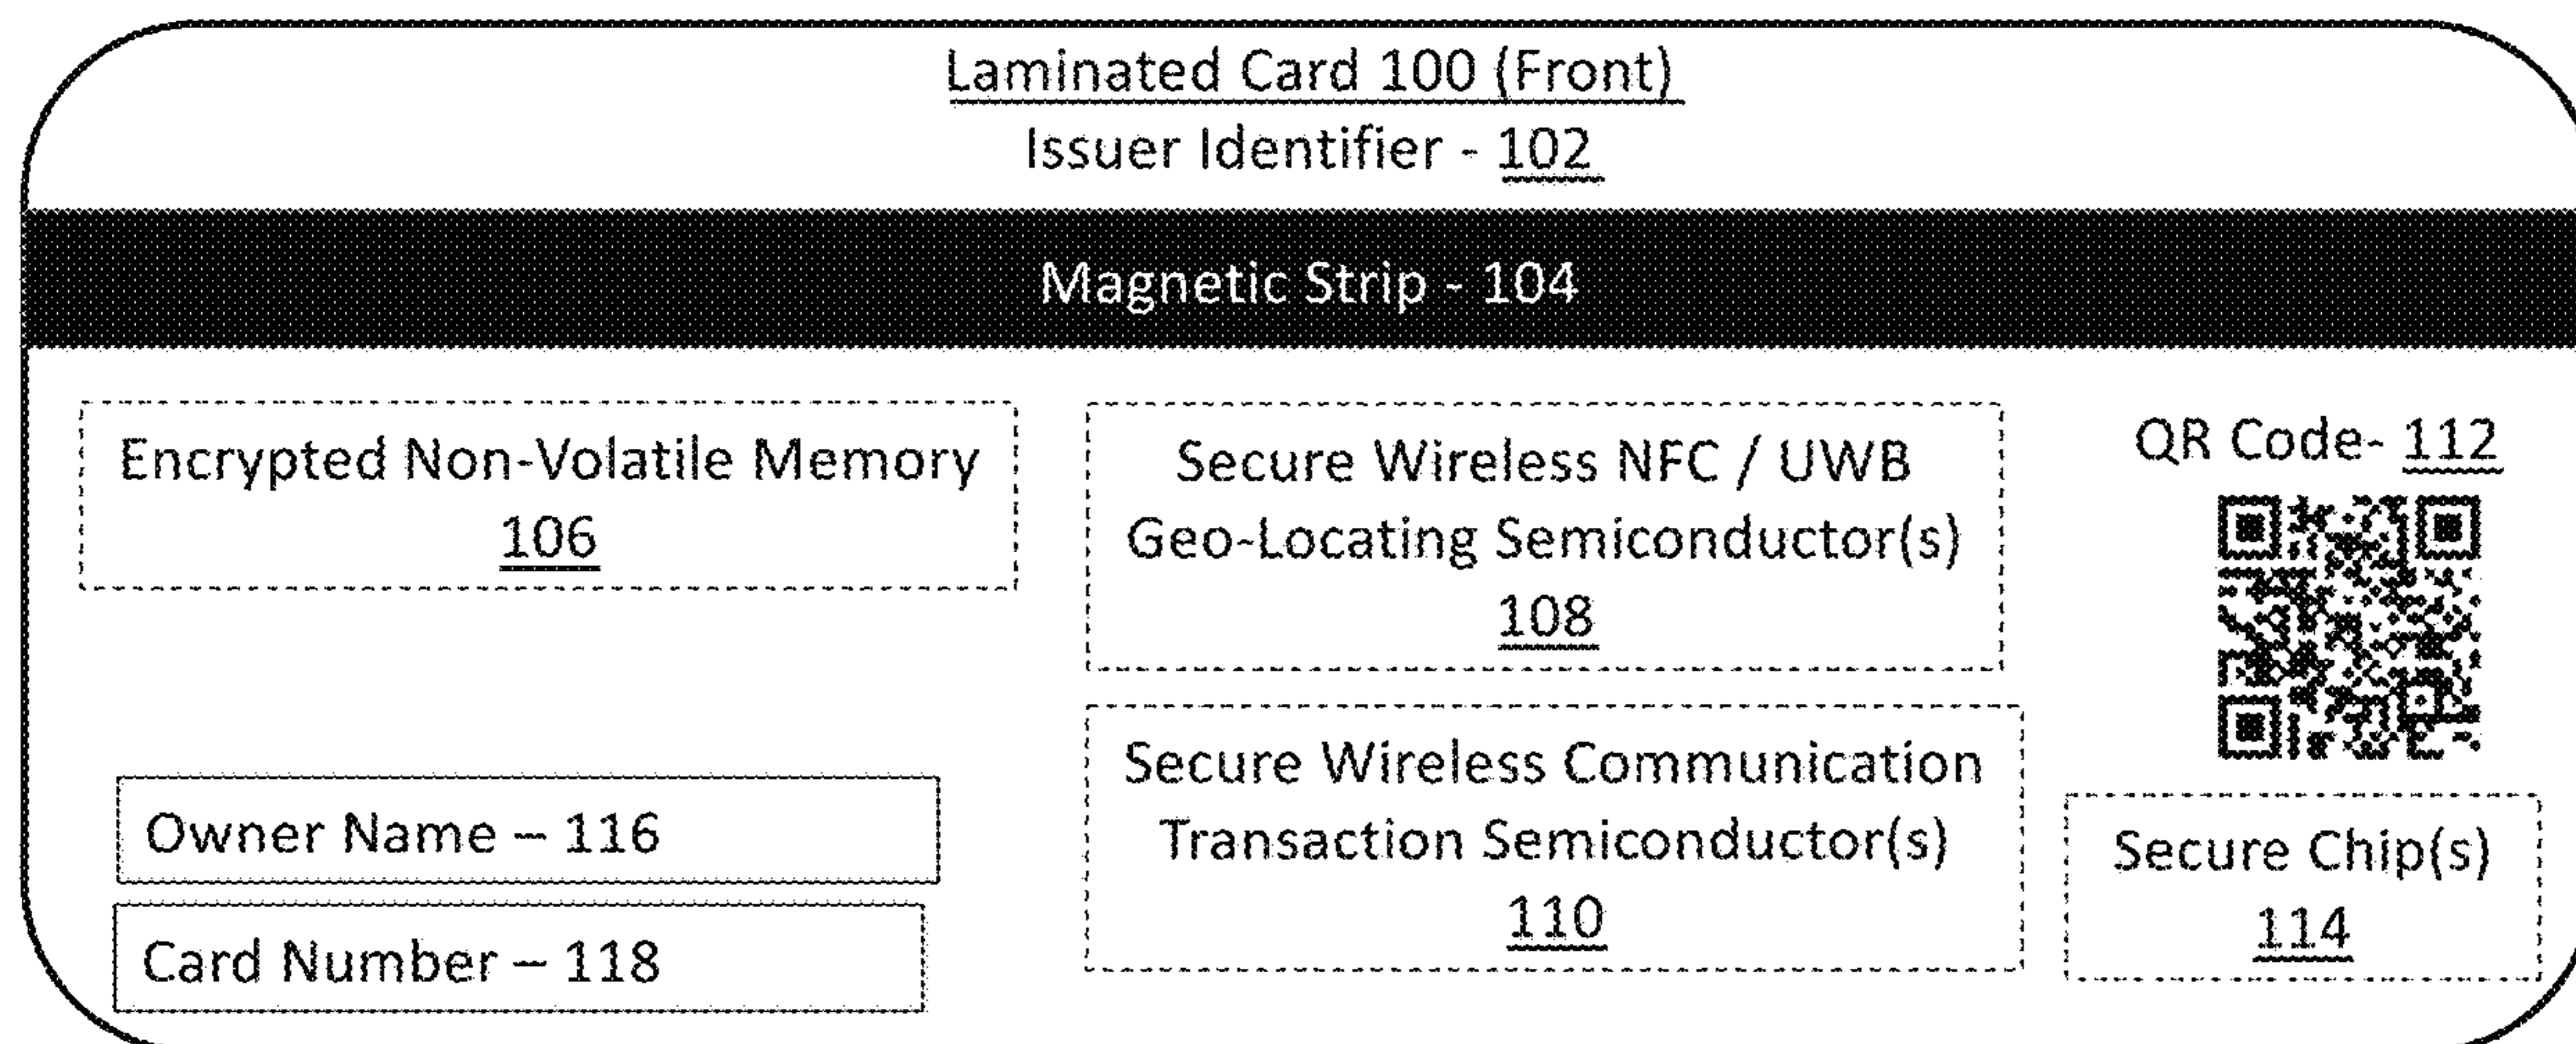 Laminated Card 100 (Front)
Issuer Identifier - 102
Magnetic Strip - 104
Encrypted Non-Volatile Memory
106
Secure Wireless NFC / UWB
Geo-Locating Semiconductor(s)
108
QR Code- 112
Secure Wireless Communication
Transaction Semiconductor(s)
110
Secure Chip(s)
114
Owner Name – 116
Card Number – 118